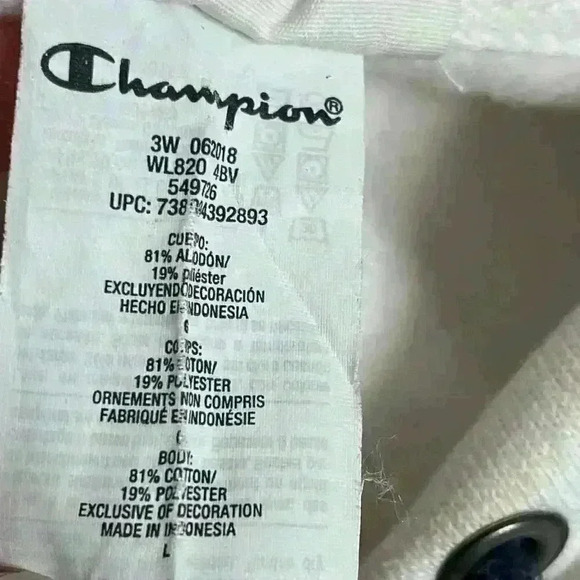 Champion®
3W 062018
WL820 4BV
549726
UPC:
CUERPO:
81% ALGODÓN/
19% poliéster
EXCLUYENDO DECORACIÓN
HECHO EN INDONESIA
CORPS:
81% COTON/
19% POLYESTER
ORNEMENTS NON COMPRIS
FABRIQUÉ EN INDONÉSIE
BODY:
81% COTTON/
19% POLYESTER
EXCLUSIVE OF DECORATION
MADE IN INDONESIA
L